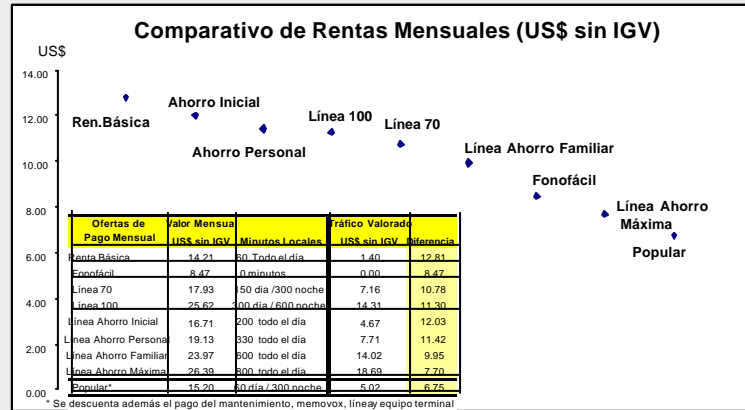 Comparativo de Rentas Mensuales (US$ sin IGV)
US$
14.00
12.00
10.00
8.00
6.00
4.00
2.00
0.00
Ren.Básica
Ahorro Inicial
Ahorro Personal
Línea 100
Línea 70
Línea Ahorro Familiar
Fonofácil
Línea Ahorro
Máxima
Popular
Ofertas de Valor Mensua Tráfico Valorado
Pago Mensual US$ sin IGV Minutos Locales US$ sin IGV Diferencia
Renta Básica 14.21 60 Todo el día 1.40 12.81
Fonofácil 8.47 0 minutos 0.00 8.47
Línea 70 17.93 150 dia /300 noche 7.16 10.78
Línea 100 25.62 300 día / 600 noche 14.31 11.30
Línea Ahorro Inicial 16.71 200 todo el día 4.67 12.03
Línea Ahorro Personal 19.13 330 todo el día 7.71 11.42
Línea Ahorro Familiar 23.97 600 todo el día 14.02 9.95
Línea Ahorro Máxima 26.39 800 todo el día 18.69 7.70
Popular* 15.20 60 día / 300 noche 5.02 6.75
* Se descuenta además el pago del mantenimiento, memovox, línea y equipo terminal